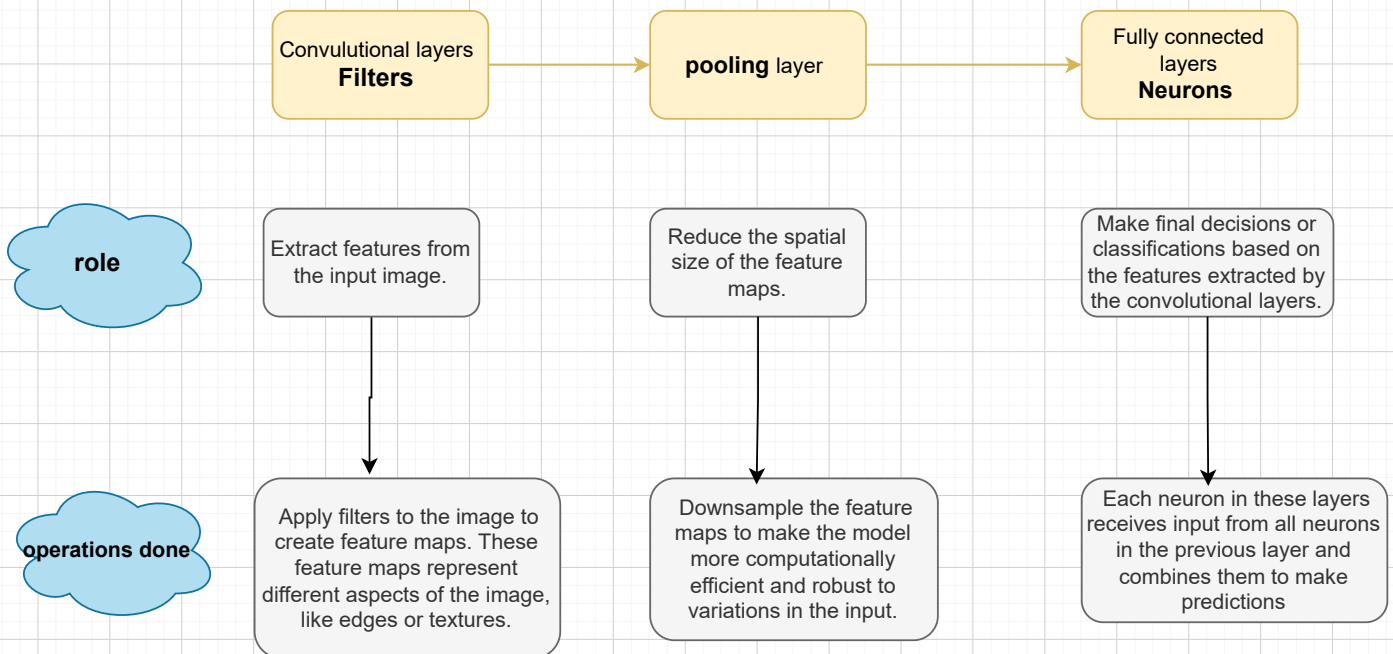 Convulutional layers
Filters
pooling layer
Fully connected
layers
Neurons
role
Extract features from
the input image.
Reduce the spatial
size of the feature
maps.
Make final decisions or
classifications based on
the features extracted by
the convolutional layers.
operations done
Apply filters to the image to
create feature maps. These
feature maps represent
different aspects of the image,
like edges or textures.
Downsample the feature
maps to make the model
more computationally
efficient and robust to
variations in the input.
Each neuron in these layers
receives input from all neurons
in the previous layer and
combines them to make
predictions